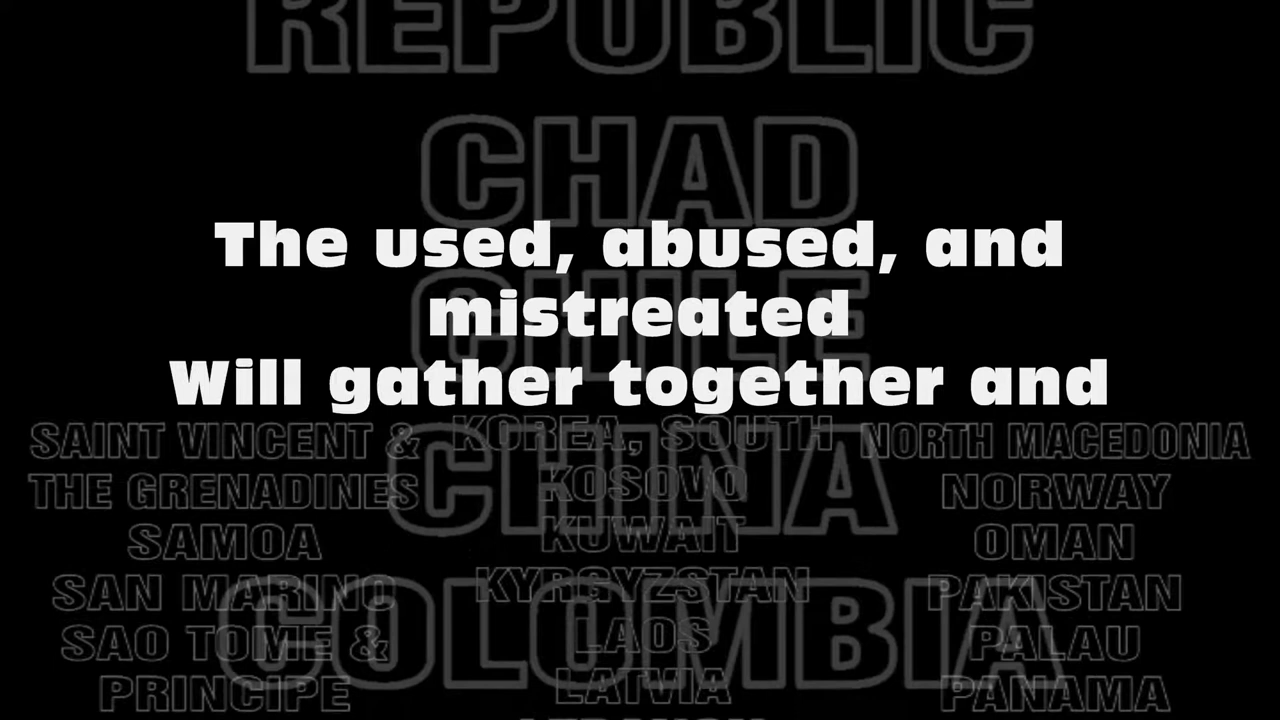 REPUBLIC
CHAD
The used, abused, and
mistreated
CHILE
Will gather together and
CHINA
COLOMBIA
SAINT VINCENT &
THE GRENADINES
SAMOA
SAN MARINO
SAO TOME &
PRINCIPE
KOREA, SOUTH
KOSOVO
KUWAIT
KYRGYZSTAN
LAOS
LATVIA
LEBANON
NORTH MACEDONIA
NORWAY
OMAN
PAKISTAN
PALAU
PANAMA